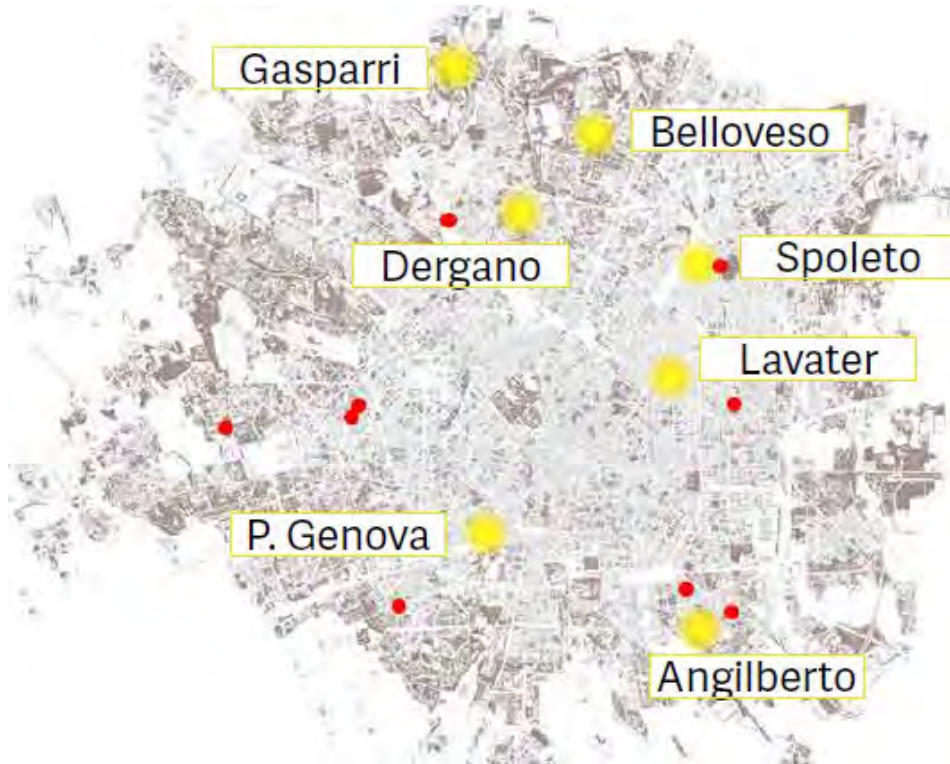 Gasparri
Belloveso
Dergano
Spoleto
Lavater
P. Genova
Angilberto